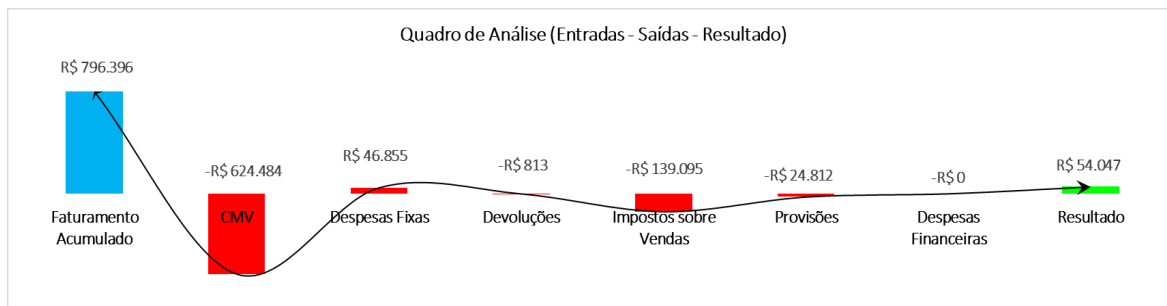 Quadro de Análise (Entradas - Saídas - Resultado)
R$ 796.396
-R$ 624.484
R$ 46.855
-R$ 813
-R$ 139.095
-R$ 24.812
-R$ 0
R$ 54.047
Faturamento
Acumulado
CMV
Despesas Fixas
Devoluções
Impostos sobre
Vendas
Provisões
Despesas
Financeiras
Resultado